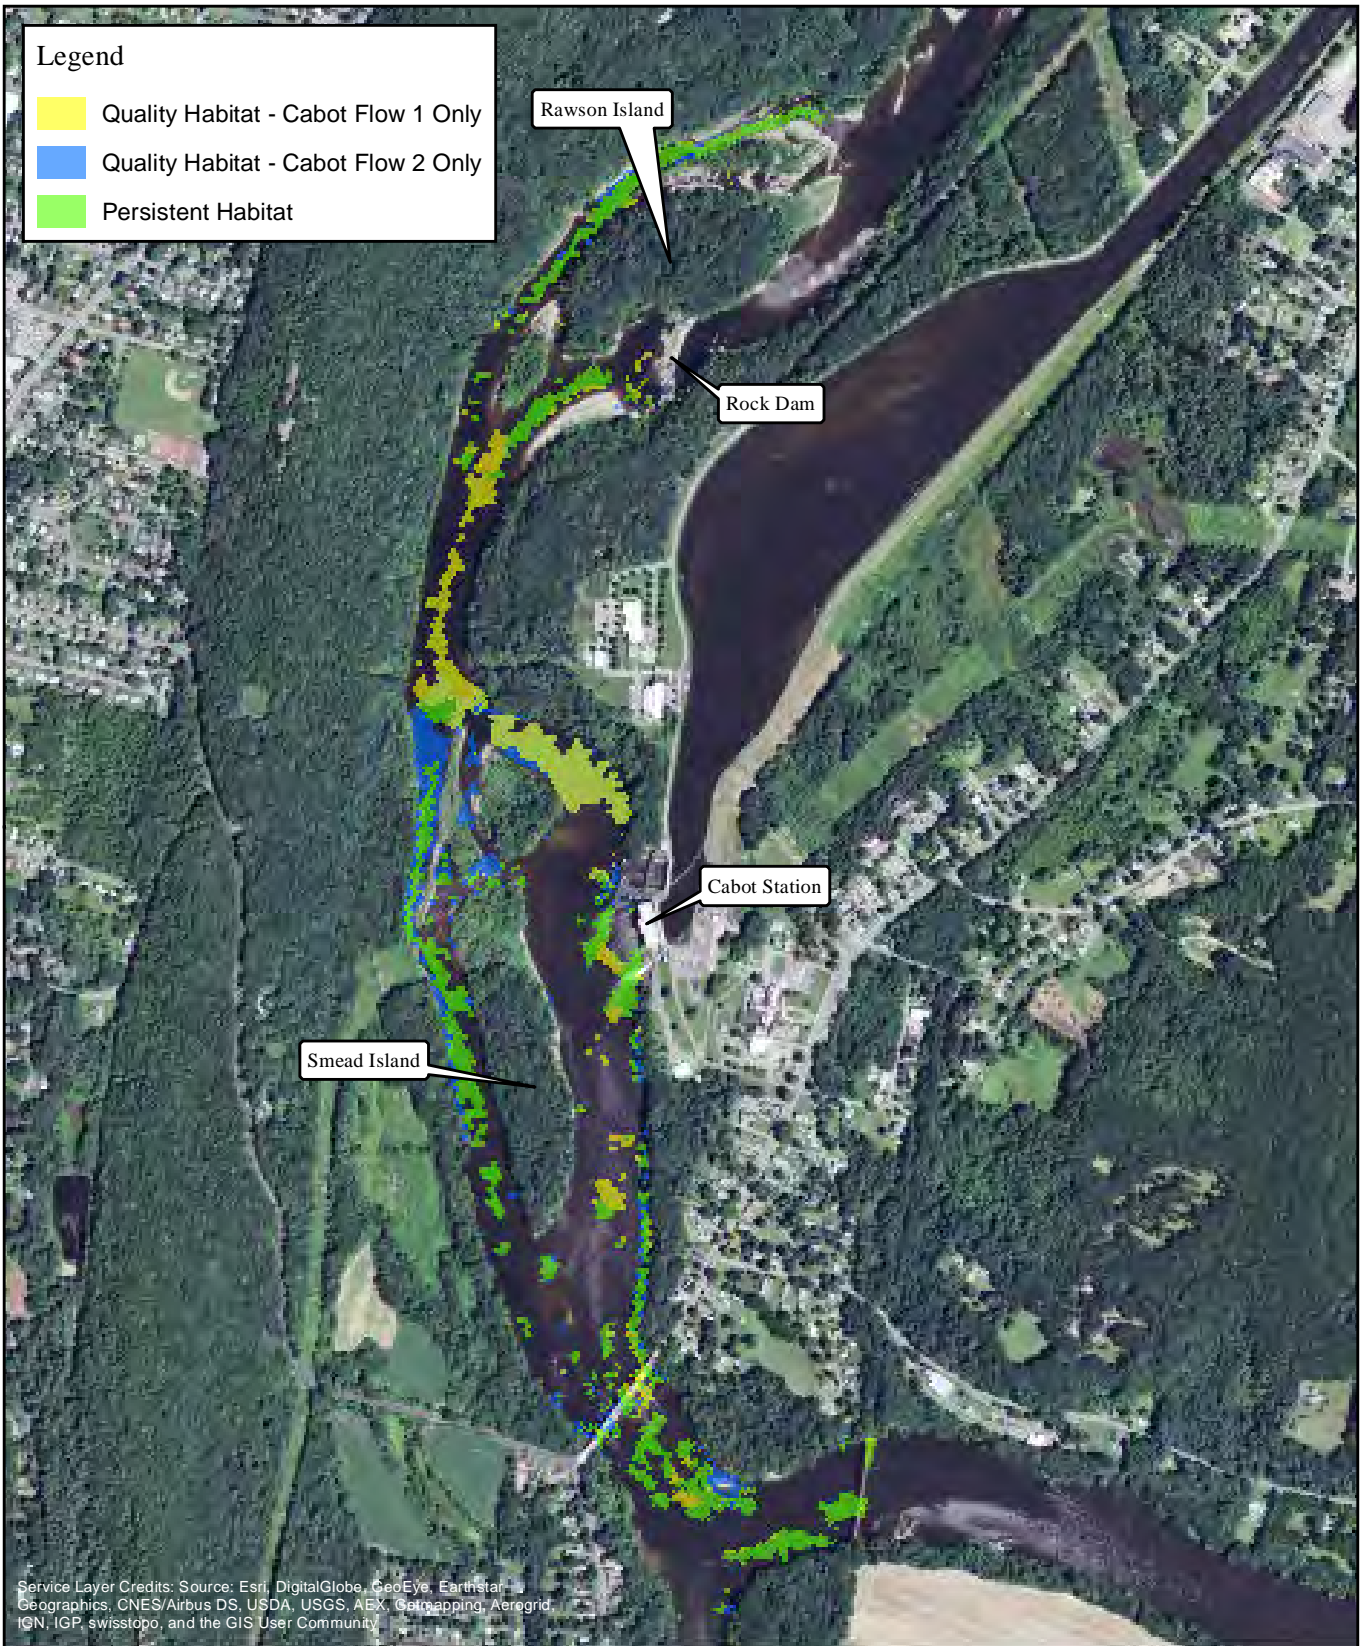 Legend
Quality Habitat - Cabot Flow 1 Only
Quality Habitat - Cabot Flow 2 Only
Persistent Habitat
Rawson Island
Rock Dam
Cabot Station
Smead Island
Service Layer Credits: Source: Esri, DigitalGlobe, GeoEye, Earthstar
Geographics, CNES/Airbus DS, USDA, USGS, AEX, Getmapping, Aerogrid,
IGN, IGP, swisstopo, and the GIS User Community